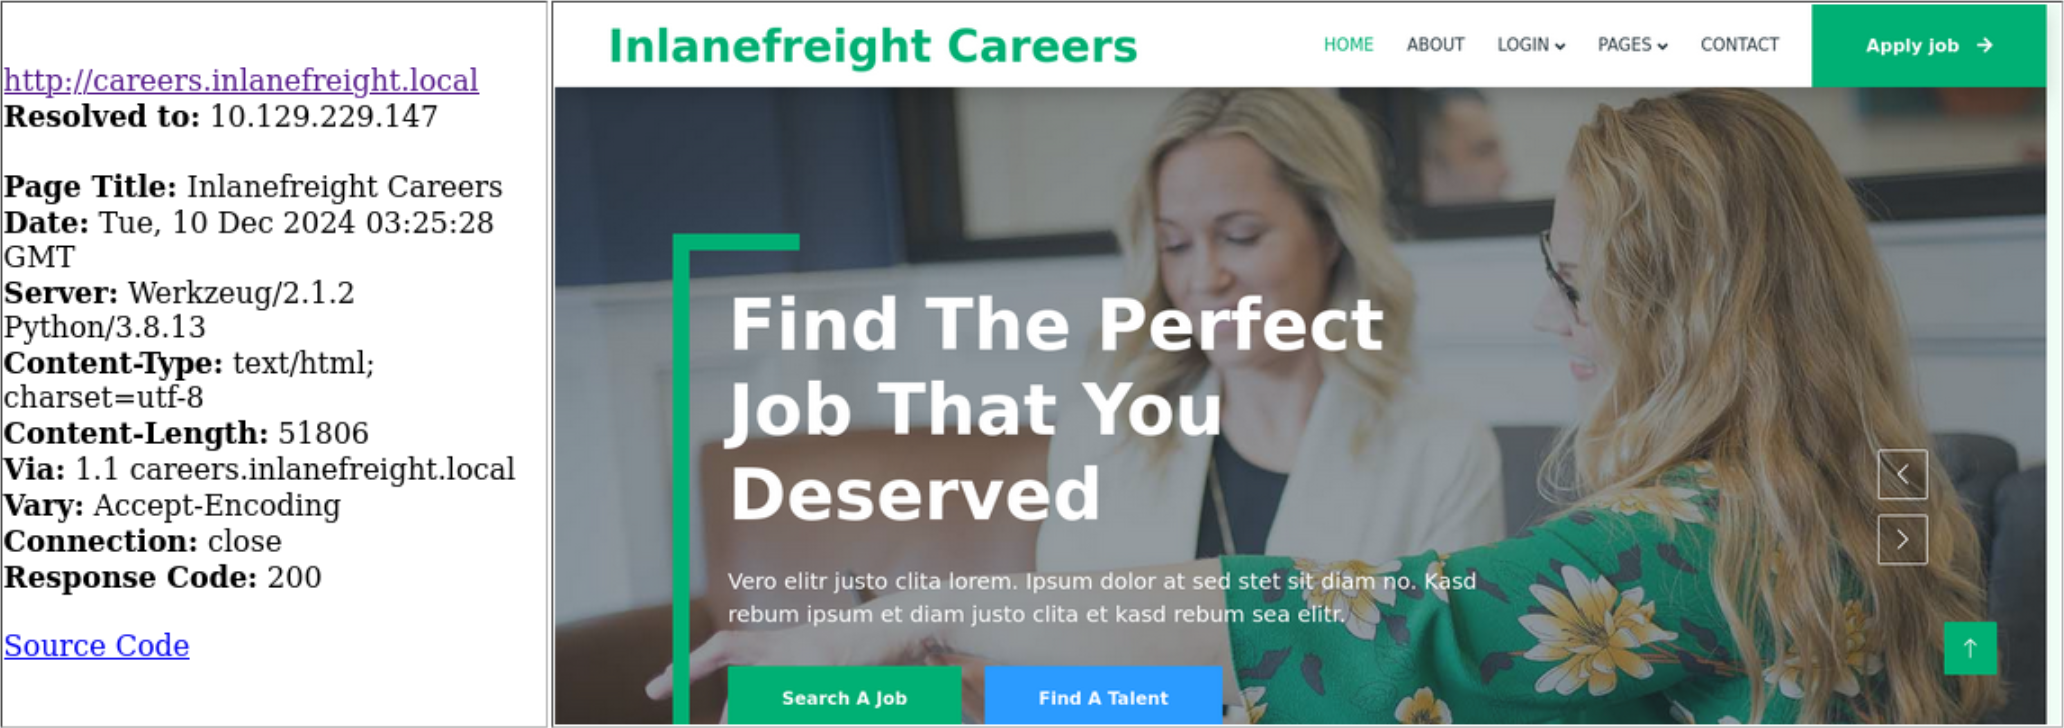 http://careers.inlanefreight.local
Resolved to: 10.129.229.147
Page Title: Inlanefreight Careers
Date: Tue, 10 Dec 2024 03:25:28
GMT
Server: Werkzeug/2.1.2
Python/3.8.13
Content-Type: text/html;
charset=utf-8
Content-Length: 51806
Via: 1.1 careers.inlanefreight.local
Vary: Accept-Encoding
Connection: close
Response Code: 200
Source Code
Inlanefreight Careers
HOME ABOUT LOGIN PAGES CONTACT Apply job
Find The Perfect
Job That You
Deserved
Vero elitr justo clita lorem. Ipsum dolor at sed stet sit diam no. Kasd
rebum ipsum et diam justo clita et kasd rebum sea elitr.
Search A Job Find A Talent